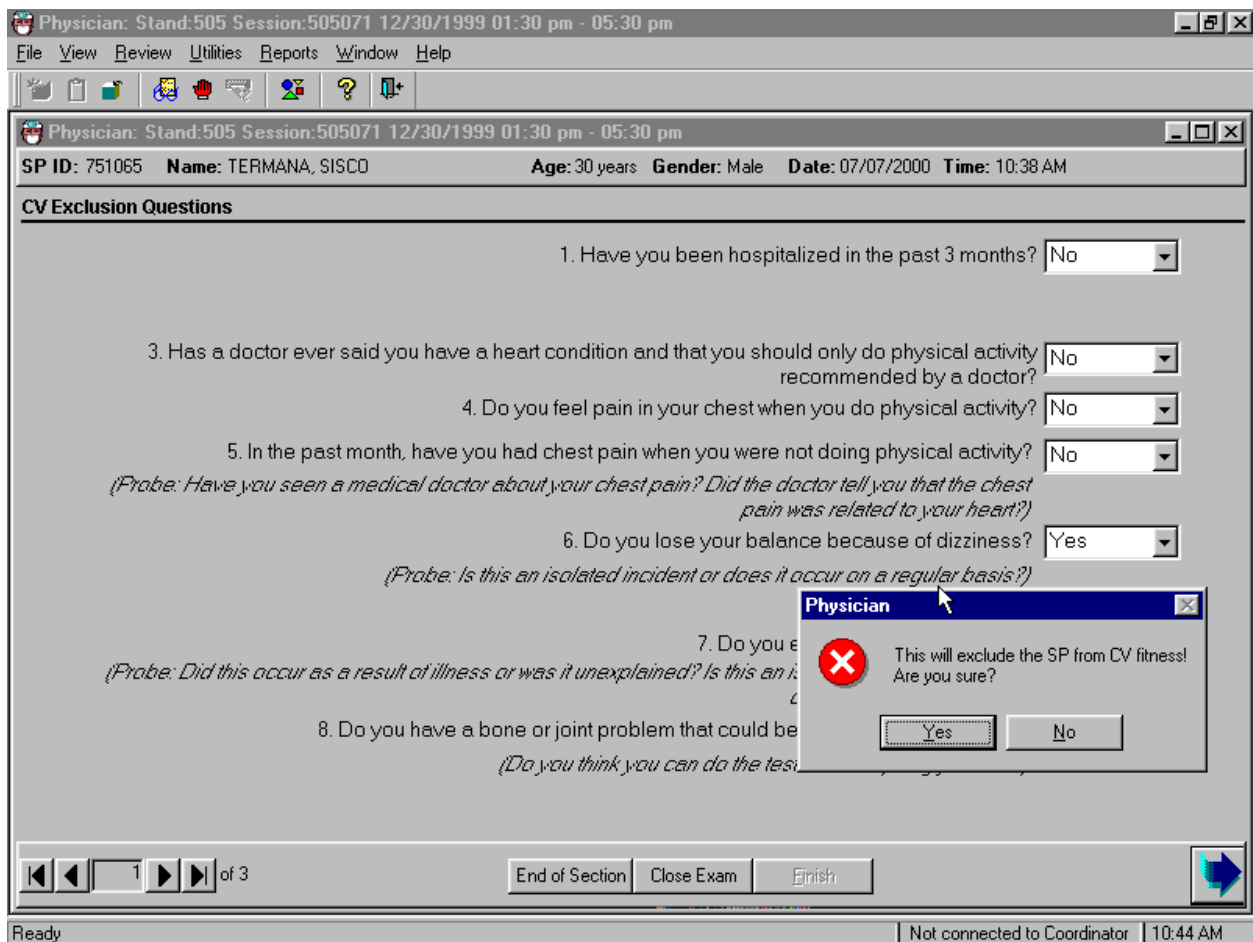 Physician: Stand:505 Session:505071 12/30/1999 01:30 pm - 05:30 pm
File View Review Utilities Reports Window Help
Physician: Stand:505 Session:505071 12/30/1999 01:30 pm - 05:30 pm
SP ID: 751065 Name: TERMANA, SISCO Age: 30 years Gender: Male Date: 07/07/2000 Time: 10:38 AM
CV Exclusion Questions
1. Have you been hospitalized in the past 3 months? No
3. Has a doctor ever said you have a heart condition and that you should only do physical activity
recommended by a doctor? No
4. Do you feel pain in your chest when you do physical activity? No
5. In the past month, have you had chest pain when you were not doing physical activity? No
(Probe: Have you seen a medical doctor about your chest pain? Did the doctor tell you that the chest
pain was related to your heart?)
6. Do you lose your balance because of dizziness? Yes
(Probe: Is this an isolated incident or does it occur on a regular basis?)
7. Do you
(Probe: Did this occur as a result of illness or was it unexplained? Is this an
8. Do you have a bone or joint problem that could be
(Do you think you can do the test
Physician
This will exclude the SP from CV fitness!
Are you sure?
Yes No
1 of 3 End of Section Close Exam Finish
Ready Not connected to Coordinator 10:44 AM